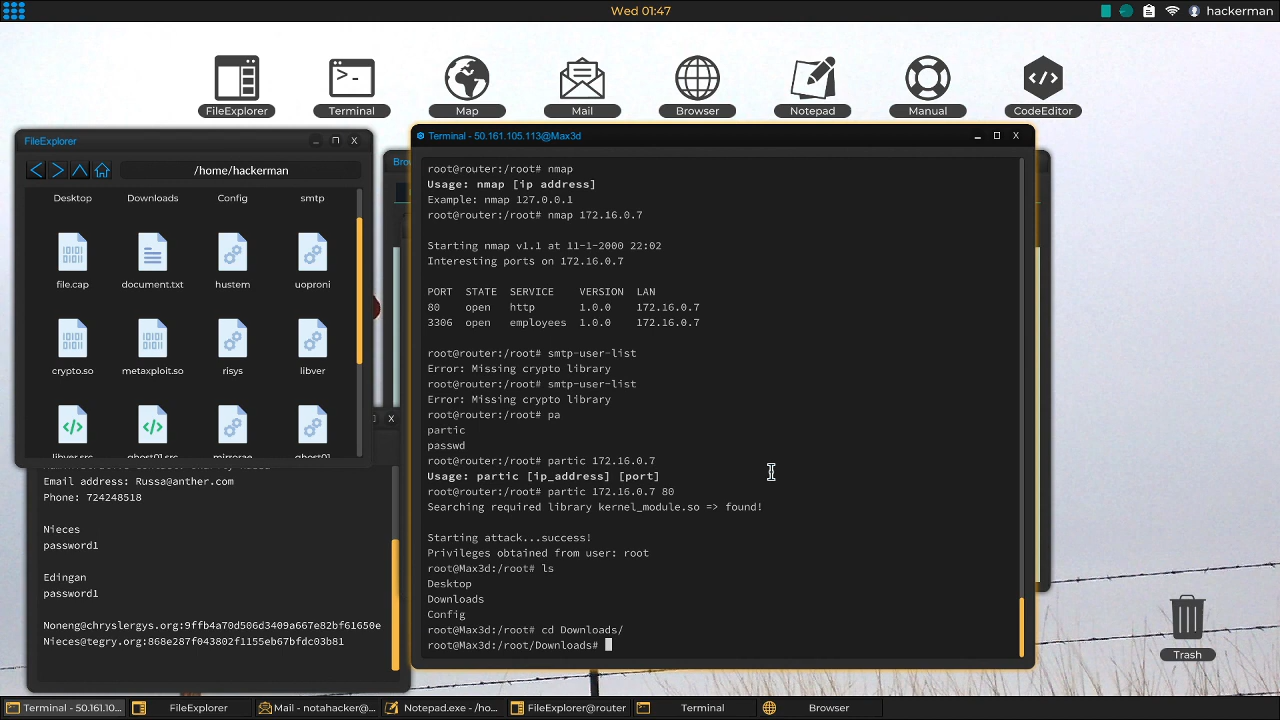 Wed 01:47
hackerman
FileExplorer
Terminal
Map
Mail
Browser
Notepad
Manual
CodeEditor
FileExplorer
/home/hackerman
Desktop
Downloads
Config
smtp
file.cap
document.txt
hustem
uoproni
crypto.so
metaxploit.so
risys
libver
libver.src
ghost01.src
mirrorae
ghost01
Email address: Russa@anther.com
Phone: 724248518
Nieces
password1
Edingan
password1
Noneng@chryslergys.org:9ffb4a70d506d3409a667e82bf61650e
Nieces@tegry.org:868e287f043802f1155eb67bfdc03b81
Terminal - 50.161.105.113@Max3d
root@router:/root# nmap
Usage: nmap [ip address]
Example: nmap 127.0.0.1
root@router:/root# nmap 172.16.0.7
Starting nmap v1.1 at 11-1-2000 22:02
Interesting ports on 172.16.0.7
PORT STATE SERVICE VERSION LAN
80 open http 1.0.0 172.16.0.7
3306 open employees 1.0.0 172.16.0.7
root@router:/root# smtp-user-list
Error: Missing crypto library
root@router:/root# smtp-user-list
Error: Missing crypto library
root@router:/root# pa
partic
passwd
root@router:/root# partic 172.16.0.7
Usage: partic [ip_address] [port]
root@router:/root# partic 172.16.0.7 80
Searching required library kernel_module.so => found!
Starting attack...success!
Privileges obtained from user: root
root@Max3d:/root# ls
Desktop
Downloads
Config
root@Max3d:/root# cd Downloads/
root@Max3d:/root/Downloads#
Trash
Terminal - 50.161.10...
FileExplorer
Mail - notahacker@...
Notepad.exe - /ho...
FileExplorer@router
Terminal
Browser